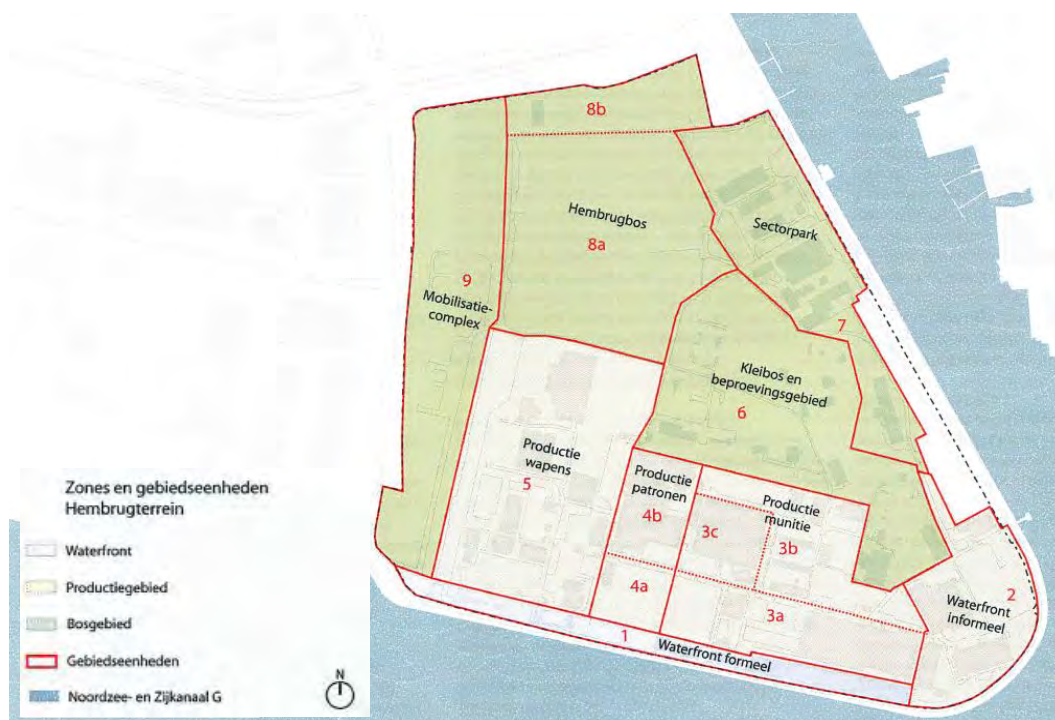 8b
Hembrugbos
8a
Sectorpark
9
Mobilisatie-
complex
7
Kleibos en
beproevingsgebied
6
Productie
wapens
5
Productie
patronen
4b
Productie
munitie
3c
3b
4a
3a
2
Waterfront
informeel
1
Waterfront formeel
Zones en gebiedseenheden
Hembrugterrein
Waterfront
Productiegebied
Bosgebied
Gebiedseenheden
Noordzee- en Zijkanaal G
N